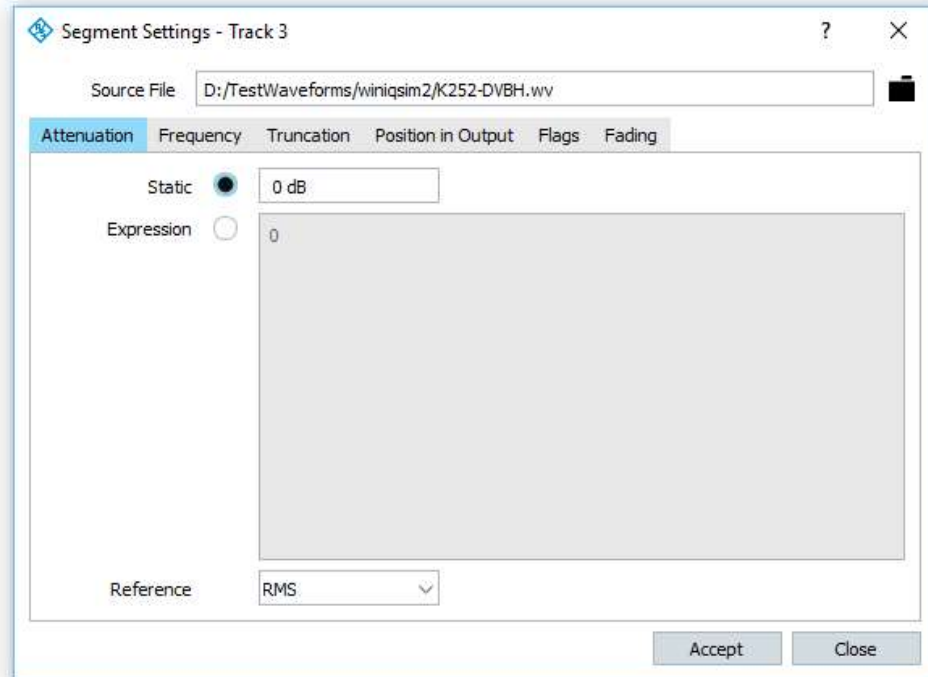 Segment Settings - Track 3 ?
Source File D:/TestWaveforms/winiqsim2/K252-DVBH.wv
Attenuation Frequency Truncation Position in Output Flags Fading
Static 0 dB
Expression 0
Reference RMS
Accept Close